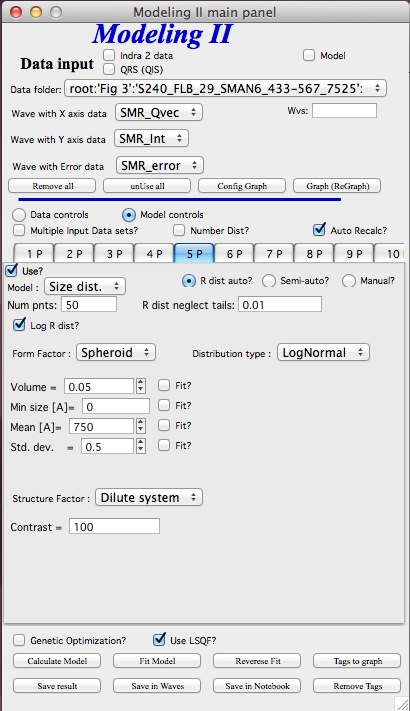 Modeling II main panel
Modeling II
Data input
Indra 2 data
Model
QRS (QIS)
Data folder: root:'Fig 3':'S240_FLB_29_SMAN6_433-567_7525':
Wave with X axis data SMR_Qvec
Wvs:
Wave with Y axis data SMR_Int
Wave with Error data SMR_error
Remove all unUse all Config Graph Graph (ReGraph)
Data controls Model controls
Multiple Input Data sets? Number Dist? Auto Recalc?
1 P 2 P 3 P 4 P 5 P 6 P 7 P 8 P 9 P 10
Use?
Model : Size dist. R dist auto? Semi-auto? Manual?
Num pnts: 50 R dist neglect tails: 0.01
Log R dist?
Form Factor : Spheroid Distribution type : LogNormal
Volume = 0.05 Fit?
Min size [A]= 0 Fit?
Mean [A]= 750 Fit?
Std. dev. = 0.5 Fit?
Structure Factor : Dilute system
Contrast = 100
Genetic Optimization? Use LSQF?
Calculate Model Fit Model Reverese Fit Tags to graph
Save result Save in Waves Save in Notebook Remove Tags